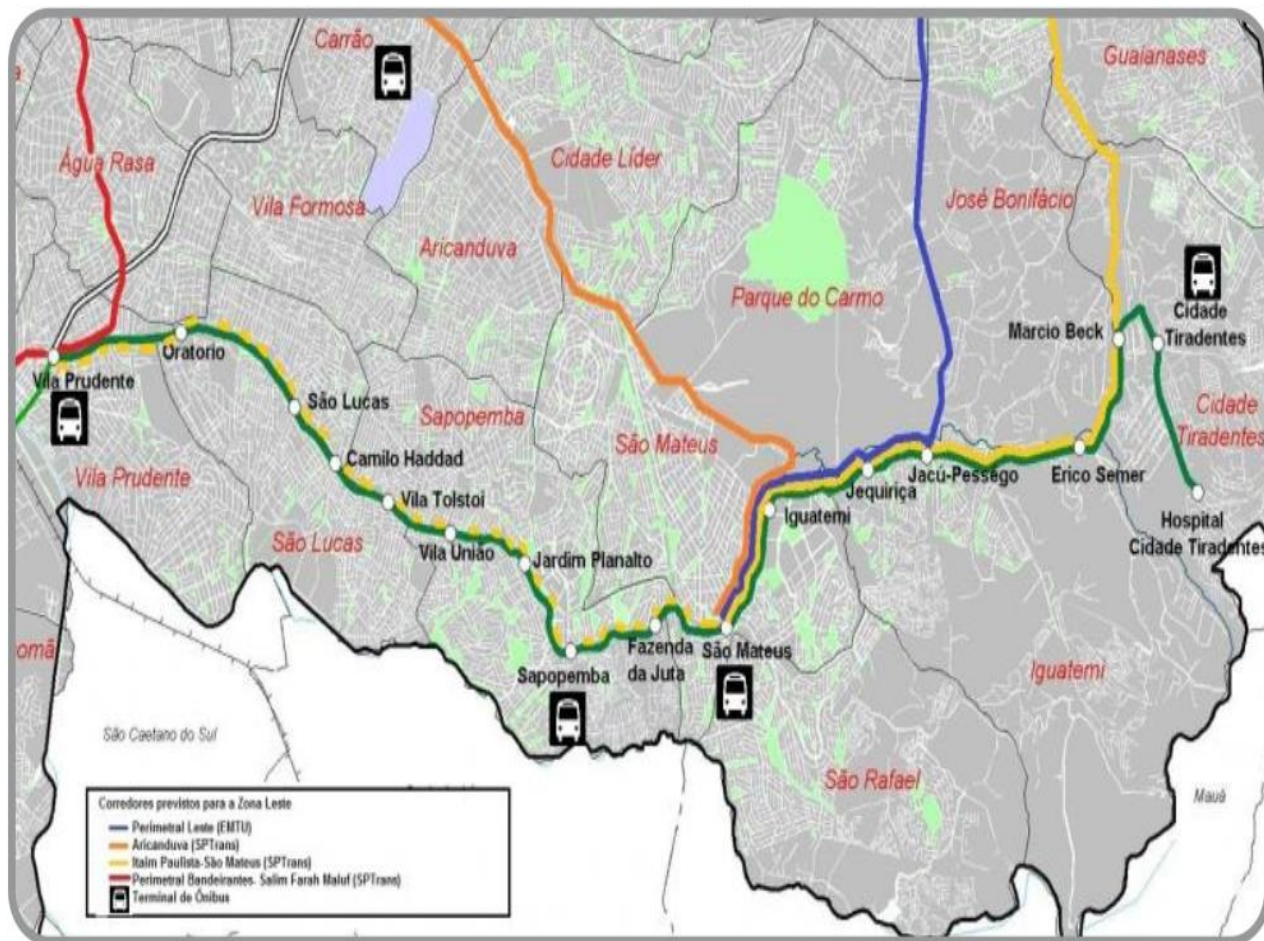 Carrão
Guaianases
Água Rasa
Cidade Líder
Vila Formosa
José Bonifácio
Aricanduva
Parque do Carmo
Cidade
Tiradentes
Marcio Beck
Oratorio
Vila Prudente
São Lucas
Sapopemba
São Mateus
Cidade
Tiradentes
Camilo Haddad
Vila Prudente
Jequiriça
Jacú-Pessego
Erico Semer
Vila Tolstoi
Iguatemi
Hospital
Cidade Tiradentes
São Lucas
Vila União
Jardim Planalto
Fazenda
da Juta
São Mateus
omã
Sapopemba
Iguatemi
São Caetano do Sul
São Rafael
Mauá
Corredores previstos para a Zona Leste
Perimetral Leste (EMTU)
Aricanduva (SPTrans)
Itaim Paulista-São Mateus (SPTrans)
Perimetral Bandeirantes- Salim Farah Maluf (SPTrans)
Terminal de Ônibus